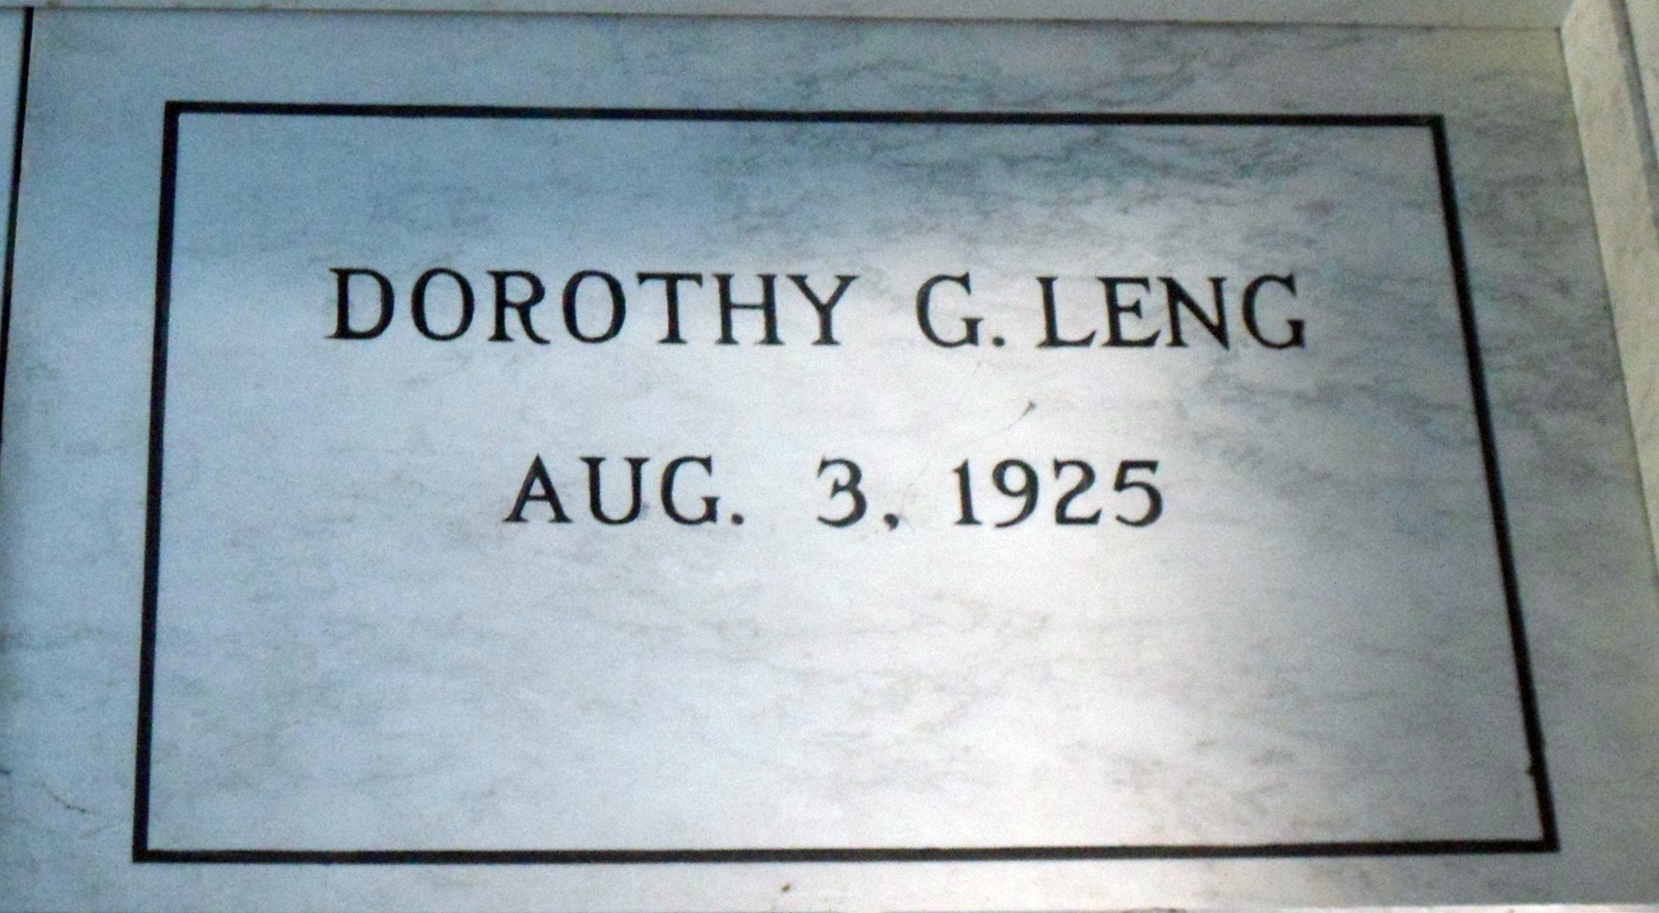 DOROTHY G. LENG
AUG. 3, 1925